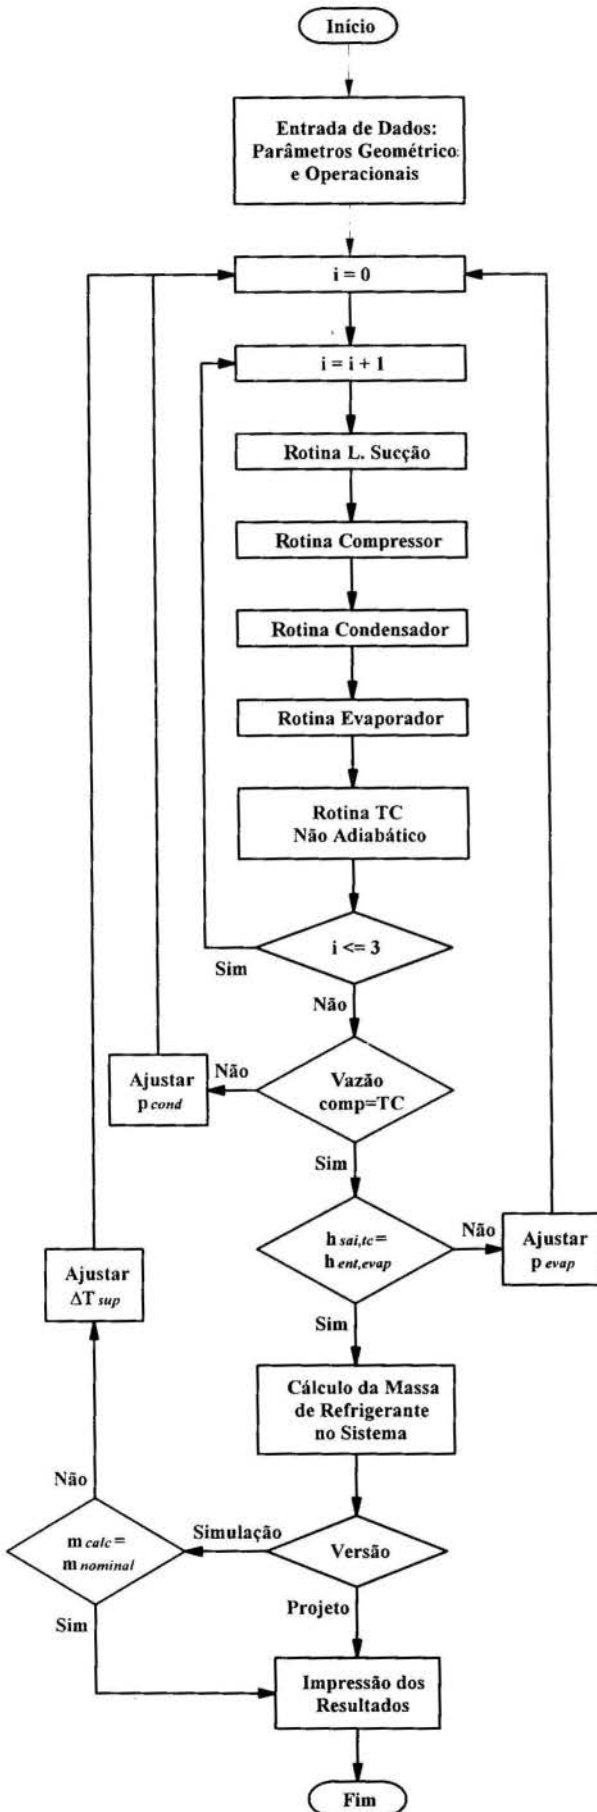 Início
Entrada de Dados:
Parâmetros Geométricos
e Operacionais
i = 0
i = i + 1
Rotina L. Sucção
Rotina Compressor
Rotina Condensador
Rotina Evaporador
Rotina TC
Não Adiabático
i <= 3
Sim
Não
Vazão
comp=TC
Não
Ajustar
p cond
Sim
h sai,tc =
h ent,evap
Não
Ajustar
p evap
Ajustar
ΔT sup
Sim
Cálculo da Massa
de Refrigerante
no Sistema
Versão
Simulação
m calc =
m nominal
Não
Sim
Projeto
Impressão dos
Resultados
Fim